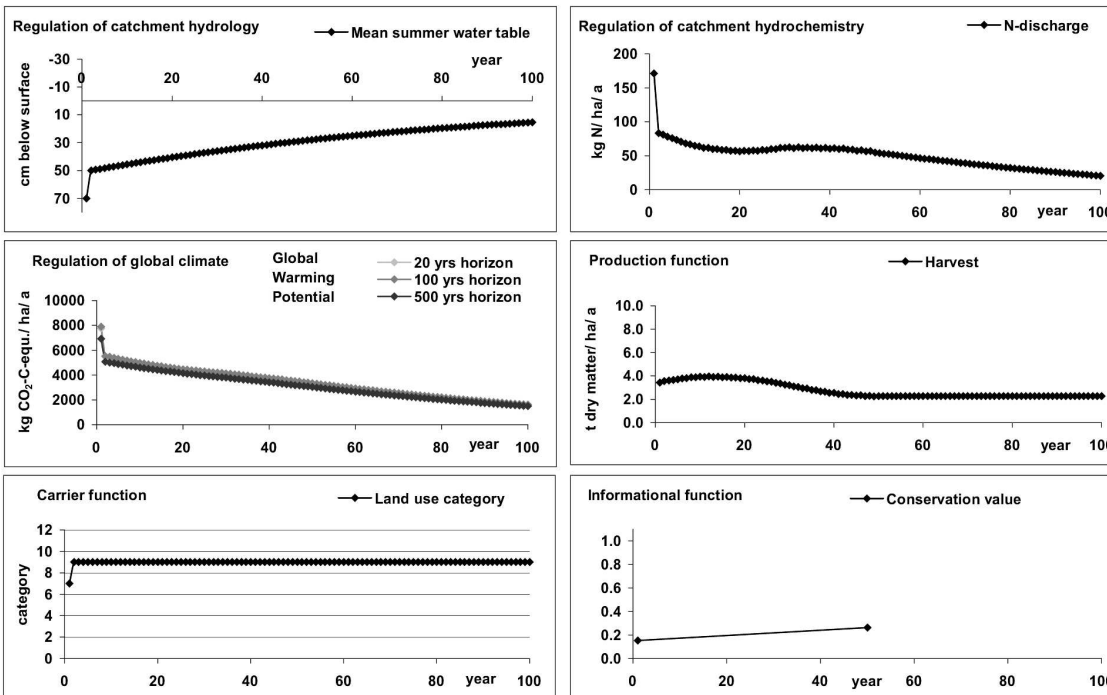 Regulation of catchment hydrology
Mean summer water table
year
-30
-10
10
30
50
70
0
20
40
60
80
100
cm below surface
Regulation of catchment hydrochemistry
N-discharge
200
150
100
50
0
kg N/ ha/ a
0
20
40
60
80
year
100
Regulation of global climate
Global
Warming
Potential
20 yrs horizon
100 yrs horizon
500 yrs horizon
10000
8000
6000
4000
2000
0
kg CO₂-C-equ./ ha/ a
0
20
40
60
80
year
100
Production function
Harvest
10.0
8.0
6.0
4.0
2.0
0.0
t dry matter/ ha/ a
0
20
40
60
80
year
100
Carrier function
Land use category
12
10
8
6
4
2
0
category
0
20
40
60
80
year
100
Informational function
Conservation value
1.0
0.8
0.6
0.4
0.2
0.0
0
20
40
year
60
80
100